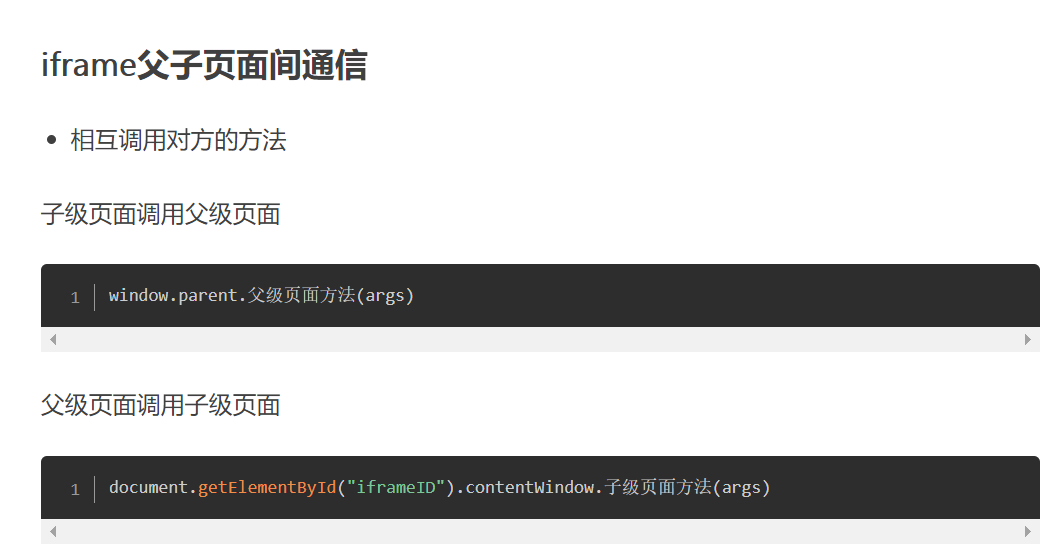 iframe父子页面间通信
相互调用对方的方法
子级页面调用父级页面
1 window.parent.父级页面方法(args)
父级页面调用子级页面
1 document.getElementById("iframeID").contentWindow.子级页面方法(args)